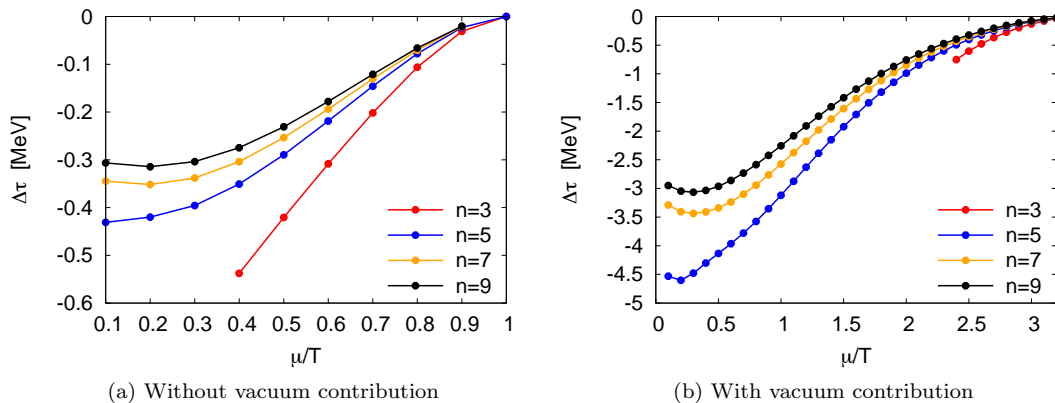 0
-0.1
-0.2
-0.3
-0.4
-0.5
-0.6
Δτ [MeV]
0.1 0.2 0.3 0.4 0.5 0.6 0.7 0.8 0.9 1
μ/T
n=3
n=5
n=7
n=9
(a) Without vacuum contribution
0
-0.5
-1
-1.5
-2
-2.5
-3
-3.5
-4
-4.5
-5
Δτ [MeV]
0 0.5 1 1.5 2 2.5 3
μ/T
n=3
n=5
n=7
n=9
(b) With vacuum contribution